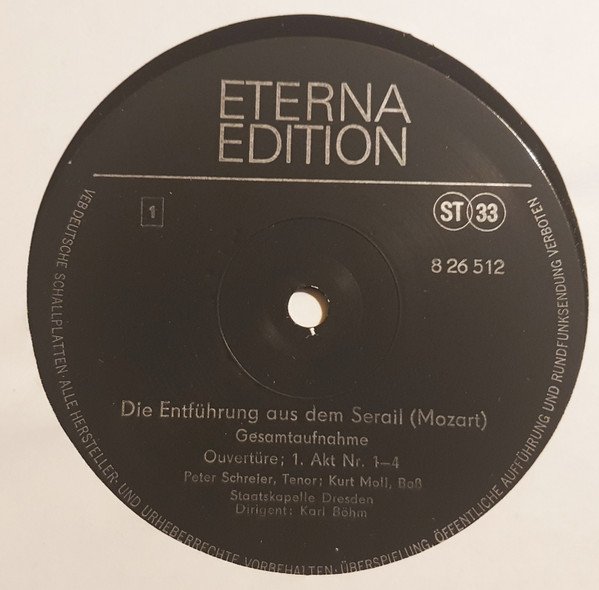 ETERNA
EDITION
1
ST 33
8 26 512
Die Entführung aus dem Serail (Mozart)
Gesamtaufnahme
Ouvertüre; 1. Akt Nr. 1–4
Peter Schreier, Tenor; Kurt Moll, Baß
Staatskapelle Dresden
Dirigent: Karl Böhm
VEB DEUTSCHE SCHALLPLATTEN · ALLE HERSTELLER- UND URHEBERRECHTE VORBEHALTEN · ÜBERSPIELUNG, ÖFFENTLICHE AUFFÜHRUNG UND RUNDFUNKSENDUNG VERBOTEN